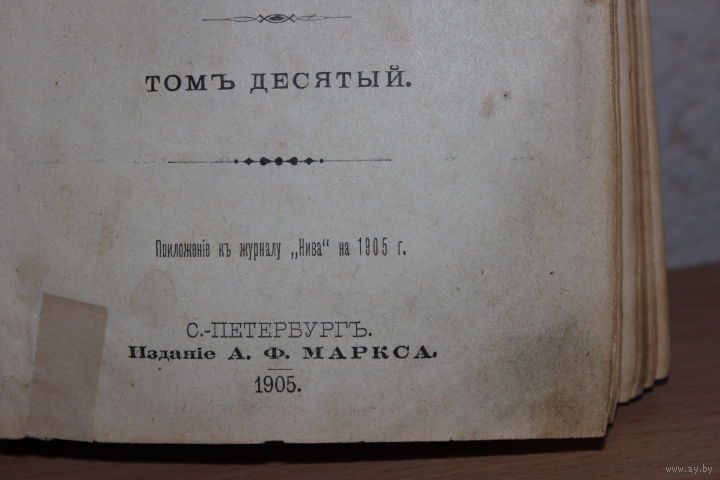 ТОМЪ ДЕСЯТЫЙ.
Приложеніе къ журналу „Нива“ на 1905 г.
С.-ПЕТЕРБУРГЪ.
Изданіе А. Ф. МАРКСА.
1905.
www.ay.by